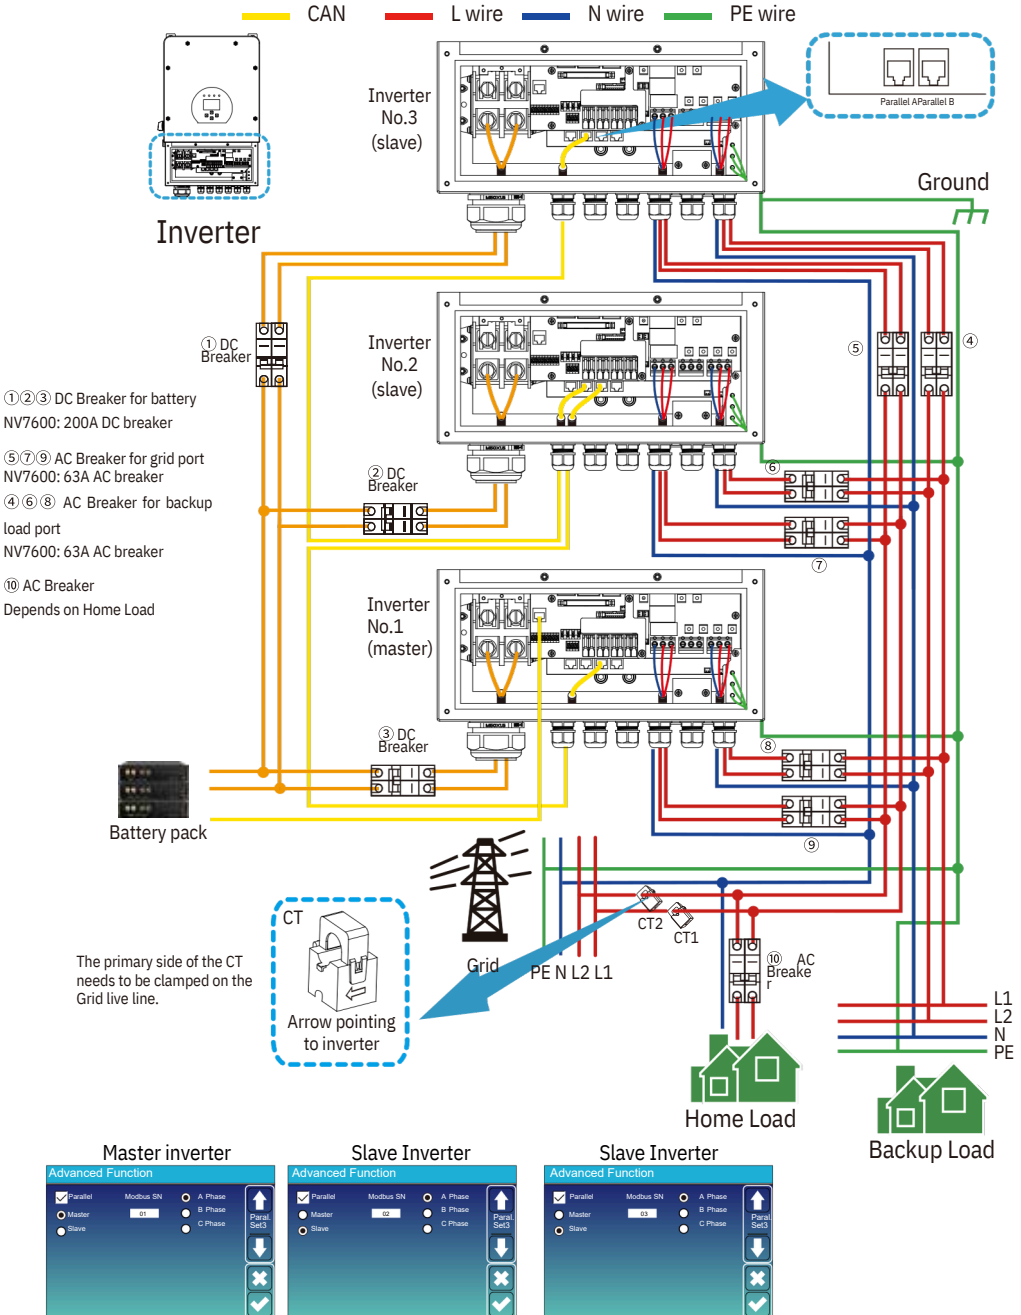 CAN L wire N wire PE wire
Inverter
No.3
(slave)
Parallel AParallel B
Ground
Inverter
① DC
Breaker
Inverter
No.2
(slave)
⑤
④
①②③ DC Breaker for battery
NV7600: 200A DC breaker
⑤⑦⑨ AC Breaker for grid port
NV7600: 63A AC breaker
④⑥⑧ AC Breaker for backup
load port
NV7600: 63A AC breaker
⑩ AC Breaker
Depends on Home Load
② DC
Breaker
⑥
⑦
Inverter
No.1
(master)
③ DC
Breaker
⑧
⑨
Battery pack
CT
The primary side of the CT
needs to be clamped on the
Grid live line.
Arrow pointing
to inverter
Grid
PE N L2 L1
CT2
CT1
⑩ AC
Breake
r
L1
L2
N
PE
Home Load
Backup Load
Master inverter
Advanced Function
Parallel Modbus SN A Phase
Master 01 B Phase
Slave C Phase
Paral.
Set3
Slave Inverter
Advanced Function
Parallel Modbus SN A Phase
Master 02 B Phase
Slave C Phase
Paral.
Set3
Slave Inverter
Advanced Function
Parallel Modbus SN A Phase
Master 03 B Phase
Slave C Phase
Paral.
Set3